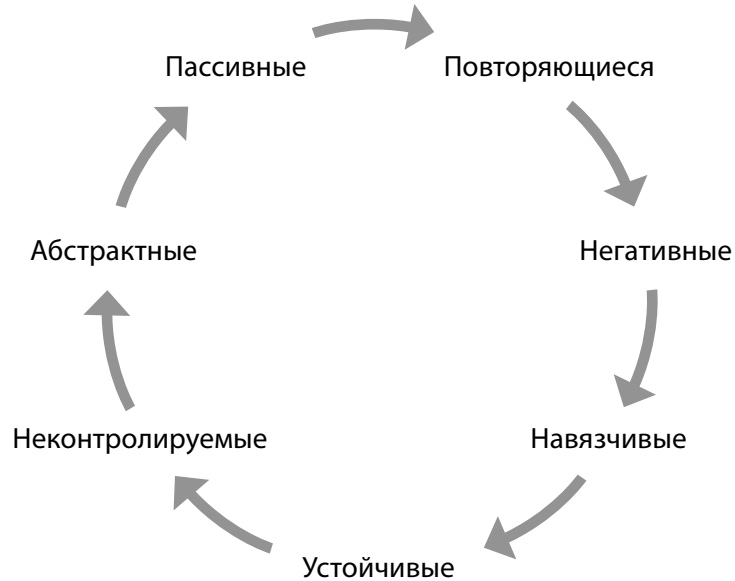 Пассивные
Повторяющиеся
Абстрактные
Негативные
Неконтролируемые
Навязчивые
Устойчивые